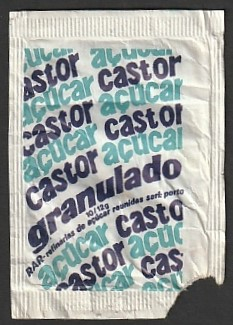 açúcar
castor castor
açúcar açúcar
castor castor
açúcar açúcar
castor
granulado
10/12g
RAR-refinarias de açúcar reunidas sarl-porto
açúcar castor
castor açúcar
açúcar castor